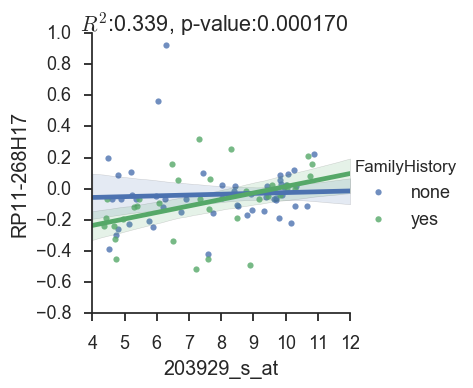 R²:0.339, p-value:0.000170
1.0
0.8
0.6
0.4
0.2
0.0
−0.2
−0.4
−0.6
−0.8
RP11-268H17
4 5 6 7 8 9 10 11 12
203929_s_at
FamilyHistory
none
yes